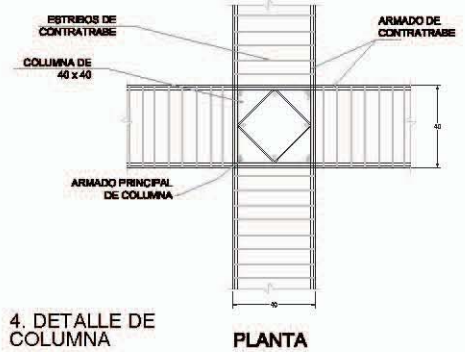 ESTRIBOS DE
CONTRATRABE
ARMADO DE
CONTRATRABE
COLUMNA DE
40 x 40
40
ARMADO PRINCIPAL
DE COLUMNA
40
4. DETALLE DE
COLUMNA
PLANTA